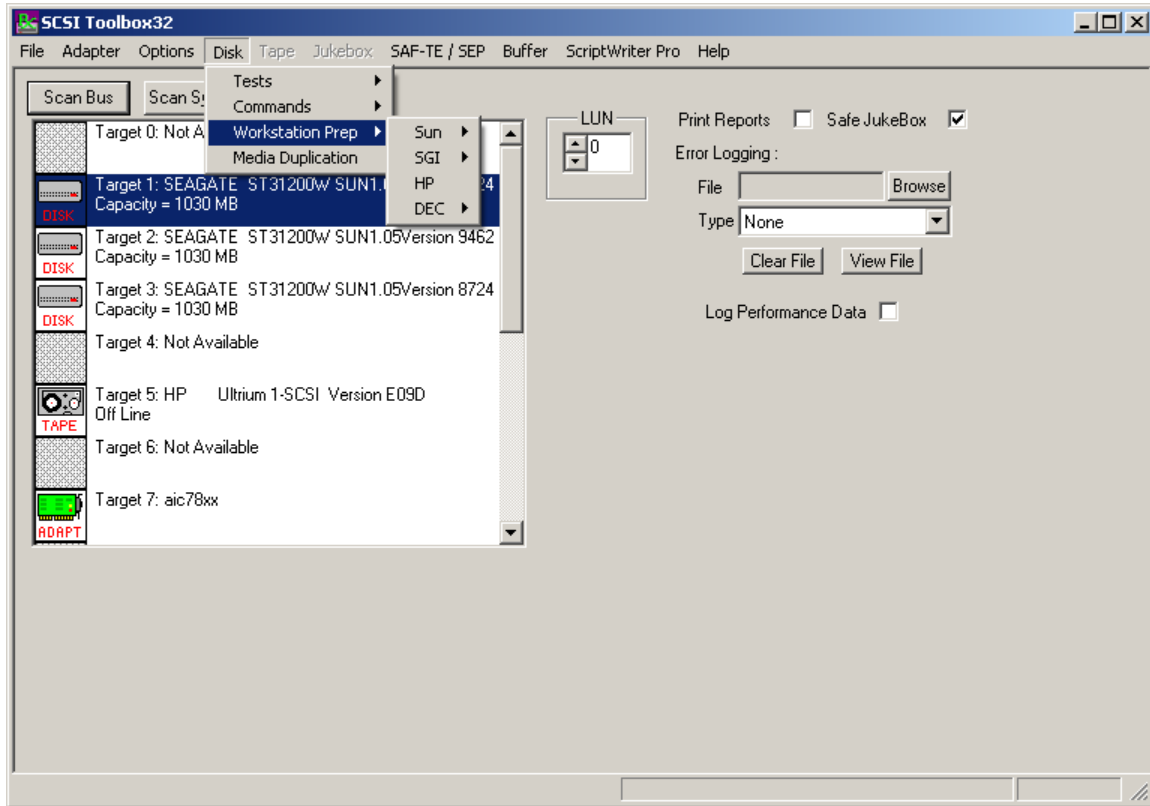 SCSI Toolbox32
File Adapter Options Disk Tape Jukebox SAF-TE / SEP Buffer ScriptWriter Pro Help
Scan Bus
Tests
Commands
Workstation Prep
Media Duplication
Sun
SGI
HP
DEC
Target 0: Not
Target 1: SEAGATE ST31200W SUN1.
Capacity = 1030 MB
DISK
Target 2: SEAGATE ST31200W SUN1.05Version 9462
Capacity = 1030 MB
DISK
Target 3: SEAGATE ST31200W SUN1.05Version 8724
Capacity = 1030 MB
DISK
Target 4: Not Available
Target 5: HP Ultrium 1-SCSI Version E09D
Off Line
TAPE
Target 6: Not Available
Target 7: aic78xx
ADAPT
LUN
0
Print Reports Safe JukeBox
Error Logging :
File Browse
Type None
Clear File View File
Log Performance Data